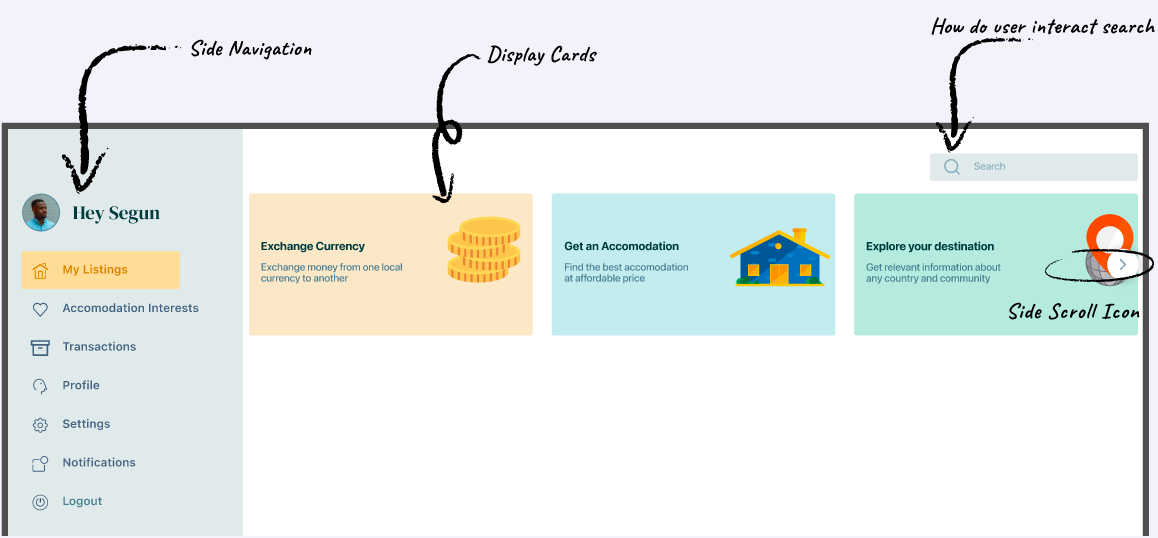 How do user interact search
Side Navigation
Display Cards
Search
Hey Segun
My Listings
Accomodation Interests
Transactions
Profile
Settings
Notifications
Logout
Exchange Currency
Exchange money from one local
currency to another
Get an Accomodation
Find the best accomodation
at affordable price
Explore your destination
Get relevant information about
any country and community
Side Scroll Icon